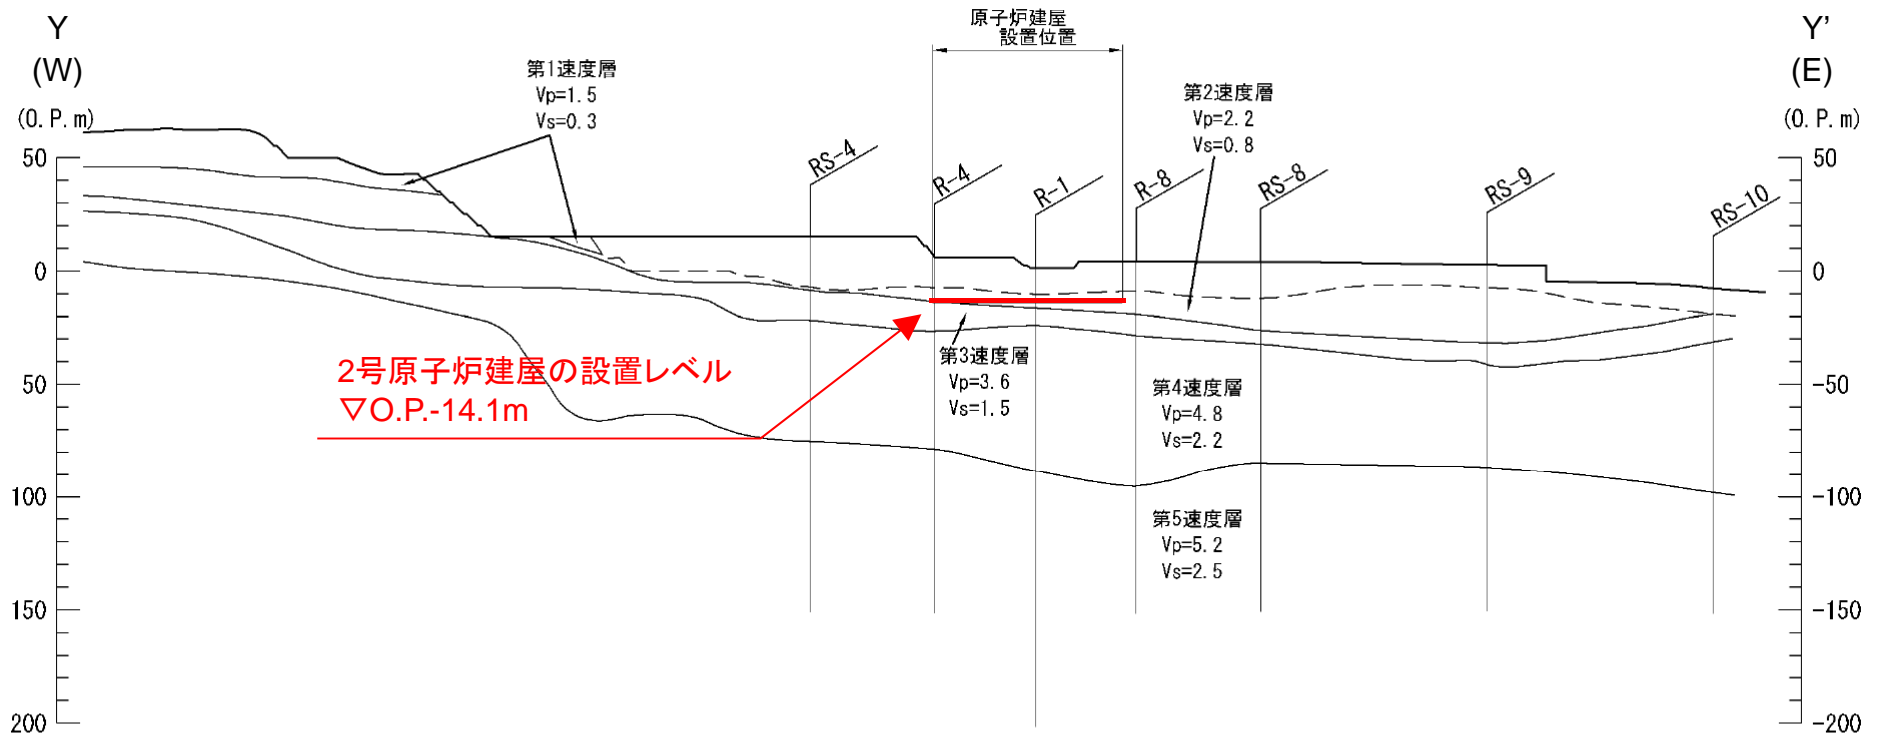 Y
(W)
(O.P.m)
50
0
50
100
150
200
第1速度層
Vp=1.5
Vs=0.3
原子炉建屋
設置位置
第2速度層
Vp=2.2
Vs=0.8
RS-4
R-4
R-1
R-8
RS-8
RS-9
RS-10
2号原子炉建屋の設置レベル
▽O.P.-14.1m
第3速度層
Vp=3.6
Vs=1.5
第4速度層
Vp=4.8
Vs=2.2
第5速度層
Vp=5.2
Vs=2.5
Y’
(E)
(O.P.m)
50
0
-50
-100
-150
-200